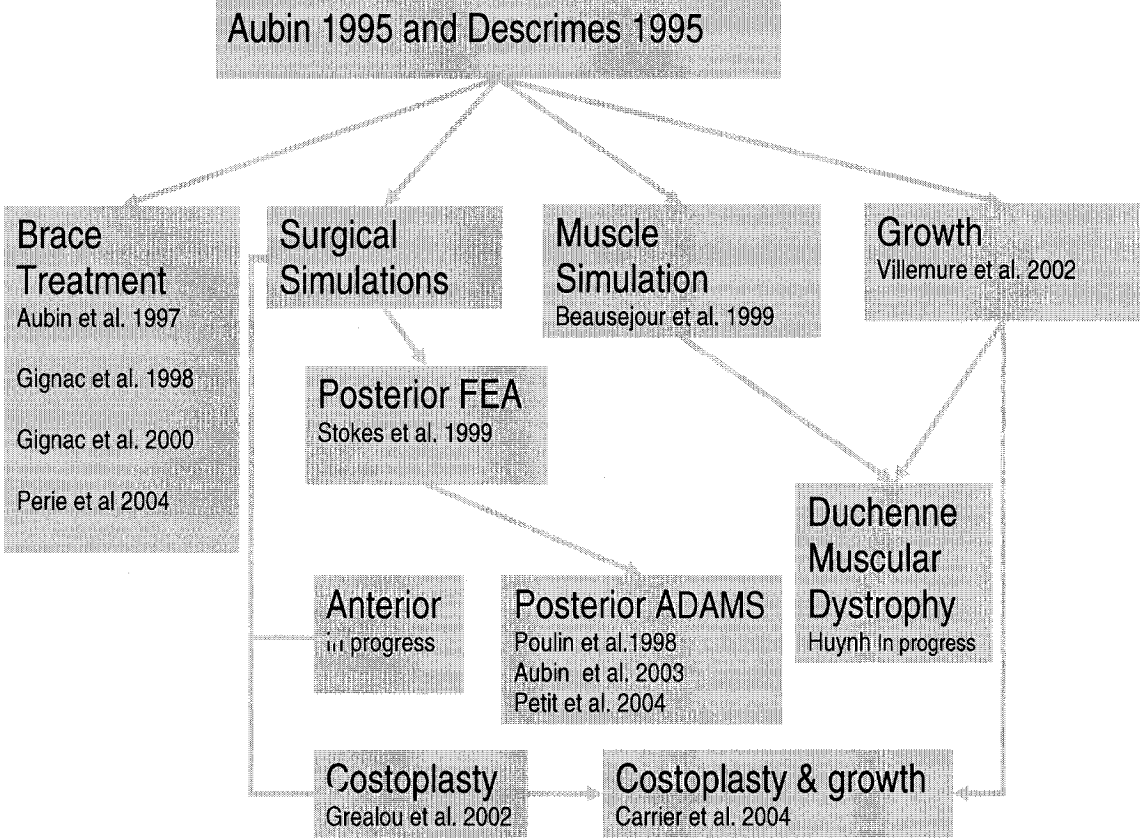 Aubin 1995 and Descrimes 1995
Brace
Treatment
Aubin et al. 1997
Gignac et al. 1998
Gignac et al. 2000
Perie et al 2004
Surgical
Simulations
Muscle
Simulation
Beausejour et al. 1999
Growth
Villemure et al. 2002
Posterior FEA
Stokes et al. 1999
Duchenne
Muscular
Dystrophy
Huynh In progress
Anterior
in progress
Posterior ADAMS
Poulin et al.1998
Aubin et al. 2003
Petit et al. 2004
Costoplasty
Grealou et al. 2002
Costoplasty & growth
Carrier et al. 2004